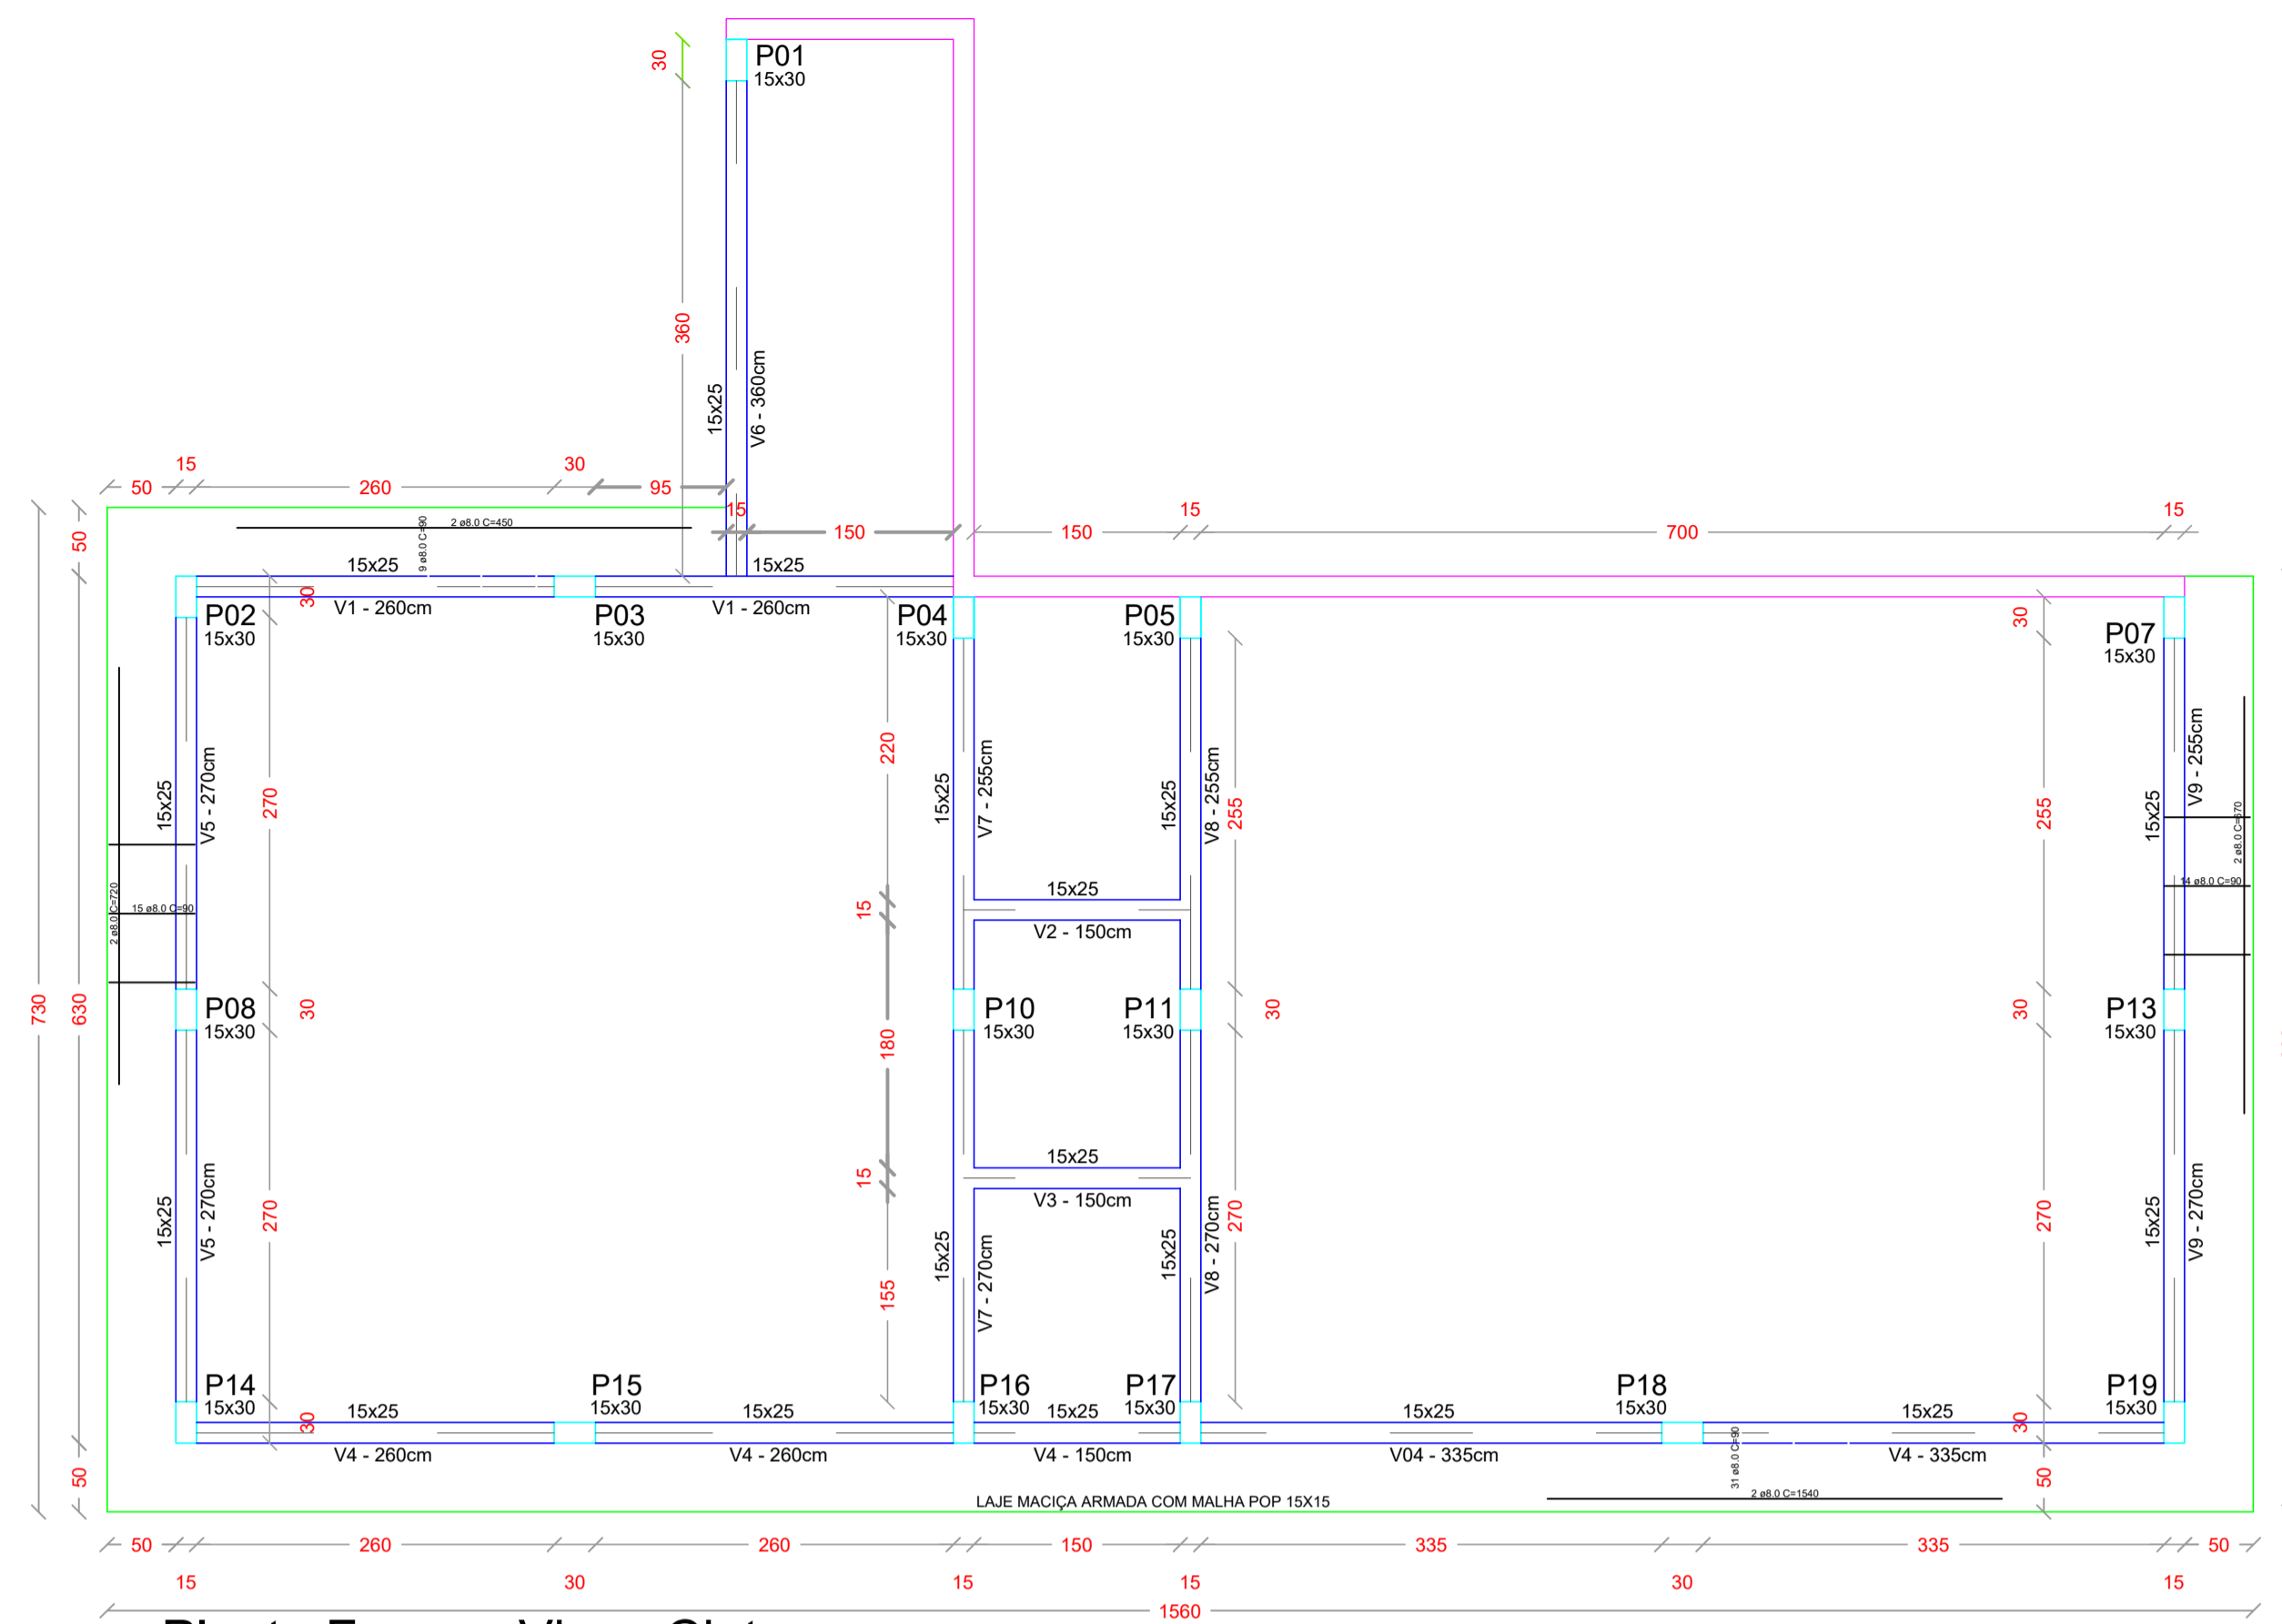 P01
15x30
30
360
15x25
V6 - 360cm
15
30
50
260
95
15
150
150
15
700
15
50
2 ø8.0 C=450
9 ø8.0 C=90
15x25
15x25
30
V1 - 260cm
V1 - 260cm
P02
15x30
P03
15x30
P04
15x30
P05
15x30
30
P07
15x30
15x25
V5 - 270cm
270
220
15x25
V7 - 255cm
15x25
V8 - 255cm
255
255
15x25
V9 - 255cm
2 ø8.0 C=670
14 ø8.0 C=90
2 ø8.0 C=720
15 ø8.0 C=90
15
15x25
V2 - 150cm
730
630
P08
15x30
30
180
P10
15x30
P11
15x30
30
30
P13
15x30
15x25
V5 - 270cm
270
15
15x25
V3 - 150cm
155
15x25
V7 - 270cm
15x25
V8 - 270cm
270
270
15x25
V9 - 270cm
P14
15x30
P15
15x30
P16
15x30
P17
15x30
P18
15x30
P19
15x30
30
15x25
15x25
15x25
15x25
15x25
30
V4 - 260cm
V4 - 260cm
V4 - 150cm
V04 - 335cm
V4 - 335cm
31 ø8.0 C=90
2 ø8.0 C=1540
50
50
LAJE MACIÇA ARMADA COM MALHA POP 15X15
50
260
260
150
335
335
50
15
30
15
15
30
15
1560